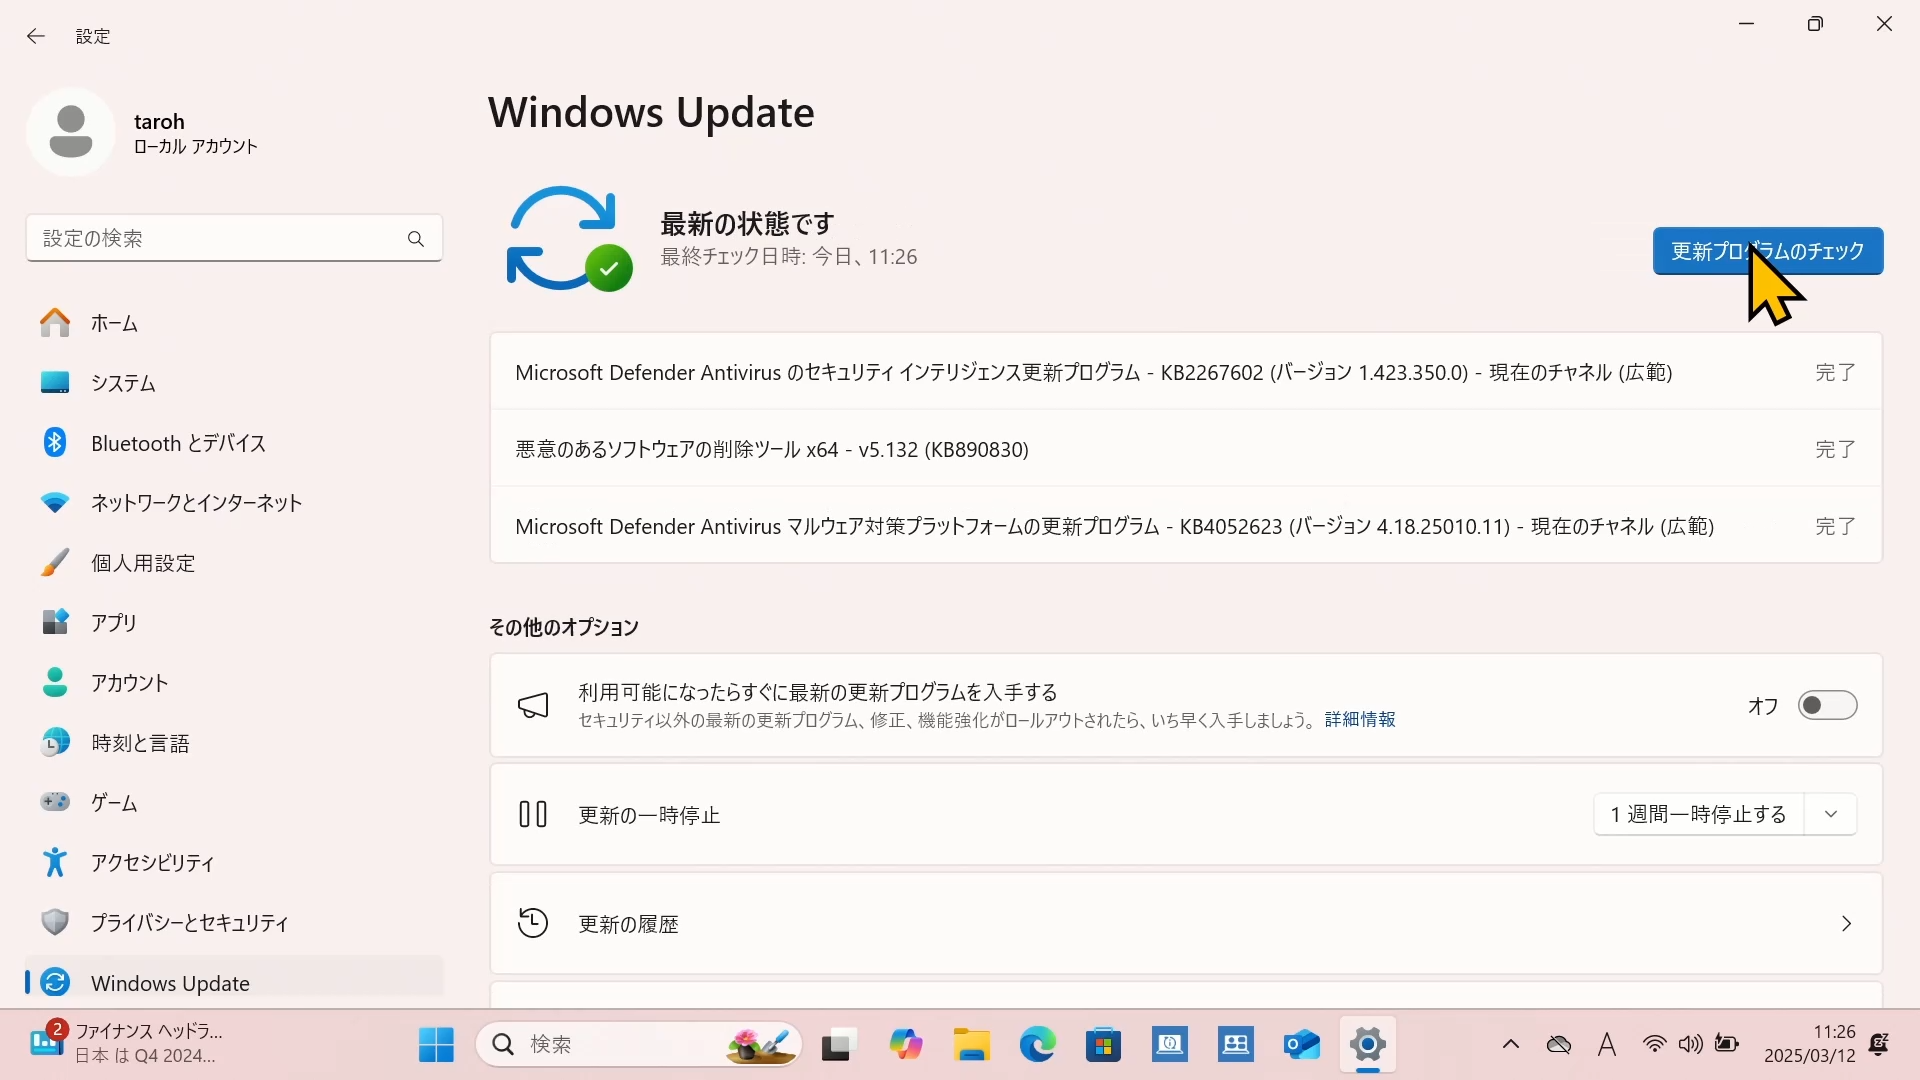 設定
taroh
ローカル アカウント
設定の検索
ホーム
システム
Bluetooth とデバイス
ネットワークとインターネット
個人用設定
アプリ
アカウント
時刻と言語
ゲーム
アクセシビリティ
プライバシーとセキュリティ
Windows Update
Windows Update
最新の状態です
最終チェック日時: 今日、11:26
更新プログラムのチェック
Microsoft Defender Antivirus のセキュリティ インテリジェンス更新プログラム - KB2267602 (バージョン 1.423.350.0) - 現在のチャネル (広範) 完了
悪意のあるソフトウェアの削除ツール x64 - v5.132 (KB890830) 完了
Microsoft Defender Antivirus マルウェア対策プラットフォームの更新プログラム - KB4052623 (バージョン 4.18.25010.11) - 現在のチャネル (広範) 完了
その他のオプション
利用可能になったらすぐに最新の更新プログラムを入手する
セキュリティ以外の最新の更新プログラム、修正、機能強化がロールアウトされたら、いち早く入手しましょう。 詳細情報
オフ
更新の一時停止
1 週間一時停止する
更新の履歴
2
ファイナンス ヘッドラ...
日本 は Q4 2024...
検索
A
11:26
2025/03/12